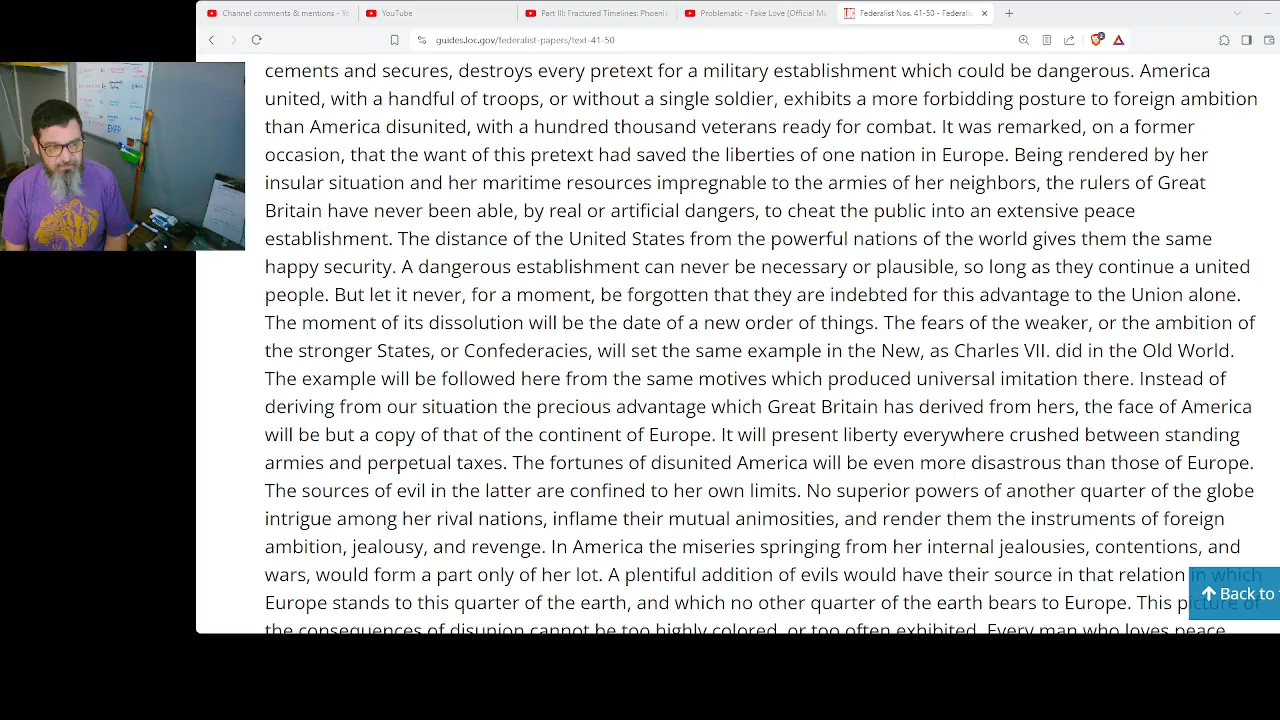 Channel comments & mentions - Yo
YouTube
Part III: Fractured Timelines: Phoenix
Problematic - Fake Love (Official Mu
Federalist Nos. 41-50 - Federalis
guides.loc.gov/federalist-papers/text-41-50
cements and secures, destroys every pretext for a military establishment which could be dangerous. America
united, with a handful of troops, or without a single soldier, exhibits a more forbidding posture to foreign ambition
than America disunited, with a hundred thousand veterans ready for combat. It was remarked, on a former
occasion, that the want of this pretext had saved the liberties of one nation in Europe. Being rendered by her
insular situation and her maritime resources impregnable to the armies of her neighbors, the rulers of Great
Britain have never been able, by real or artificial dangers, to cheat the public into an extensive peace
establishment. The distance of the United States from the powerful nations of the world gives them the same
happy security. A dangerous establishment can never be necessary or plausible, so long as they continue a united
people. But let it never, for a moment, be forgotten that they are indebted for this advantage to the Union alone.
The moment of its dissolution will be the date of a new order of things. The fears of the weaker, or the ambition of
the stronger States, or Confederacies, will set the same example in the New, as Charles VII. did in the Old World.
The example will be followed here from the same motives which produced universal imitation there. Instead of
deriving from our situation the precious advantage which Great Britain has derived from hers, the face of America
will be but a copy of that of the continent of Europe. It will present liberty everywhere crushed between standing
armies and perpetual taxes. The fortunes of disunited America will be even more disastrous than those of Europe.
The sources of evil in the latter are confined to her own limits. No superior powers of another quarter of the globe
intrigue among her rival nations, inflame their mutual animosities, and render them the instruments of foreign
ambition, jealousy, and revenge. In America the miseries springing from her internal jealousies, contentions, and
wars, would form a part only of her lot. A plentiful addition of evils would have their source in that relation in which
Europe stands to this quarter of the earth, and which no other quarter of the earth bears to Europe. This picture of
the consequences of disunion cannot be too highly colored, or too often exhibited. Every man who loves peace,
Back to